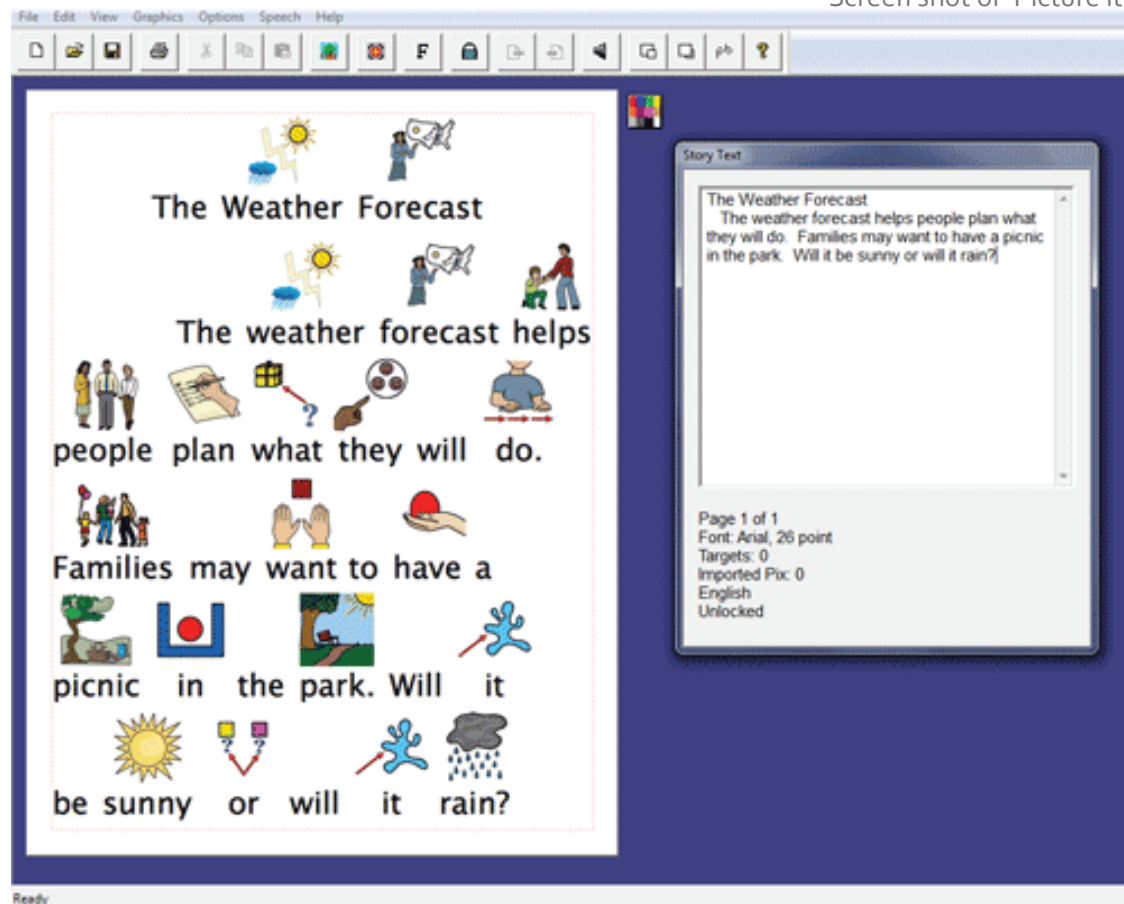 Screen shot of Picture It
File Edit View Graphics Options Speech Help
F ?
The Weather Forecast
The weather forecast helps
? 
people plan what they will do.
Families may want to have a
picnic in the park. Will it
? ?
be sunny or will it rain?
Story Text
The Weather Forecast
The weather forecast helps people plan what
they will do. Families may want to have a picnic
in the park. Will it be sunny or will it rain?
Page 1 of 1
Font: Arial, 26 point
Targets: 0
Imported Pix: 0
English
Unlocked
Ready